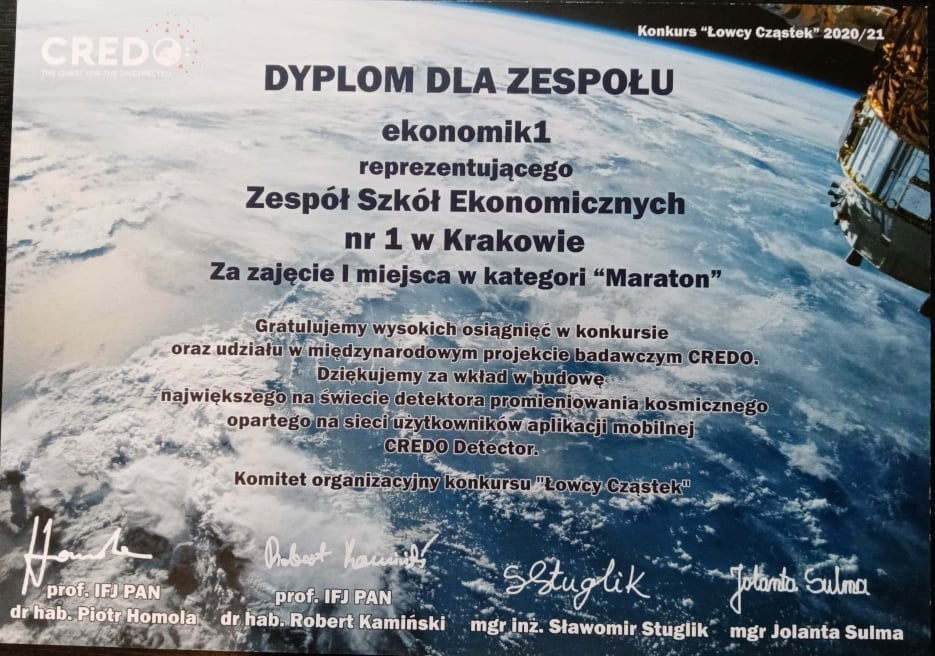 CREDO
THE QUEST FOR THE UNEXPECTED
Konkurs "Łowcy Cząstek" 2020/21
DYPLOM DLA ZESPOŁU
ekonomik1
reprezentującego
Zespół Szkół Ekonomicznych
nr 1 w Krakowie
Za zajęcie I miejsca w kategori “Maraton”
Gratulujemy wysokich osiągnięć w konkursie
oraz udziału w międzynarodowym projekcie badawczym CREDO.
Dziękujemy za wkład w budowę
największego na świecie detektora promieniowania kosmicznego
opartego na sieci użytkowników aplikacji mobilnej
CREDO Detector.
Komitet organizacyjny konkursu "Łowcy Cząstek"
Homola
Robert Kamiński
SStuglik
Jolanta Sulma
prof. IFJ PAN
dr hab. Piotr Homola
prof. IFJ PAN
dr hab. Robert Kamiński
mgr inż. Sławomir Stuglik
mgr Jolanta Sulma